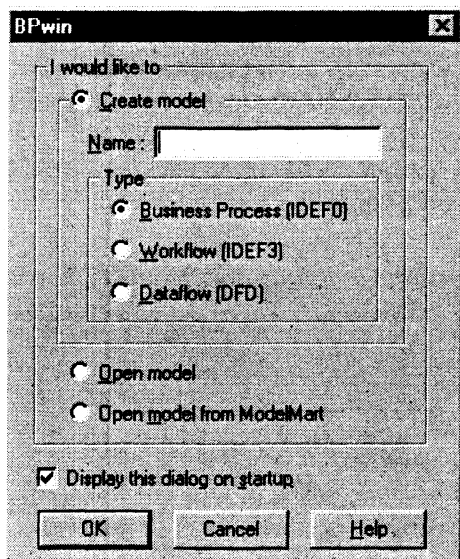 BPwin
I would like to
Create model
Name :
Type
Business Process (IDEF0)
Workflow (IDEF3)
Dataflow (DFD)
Open model
Open model from ModelMart
Display this dialog on startup
OK Cancel Help